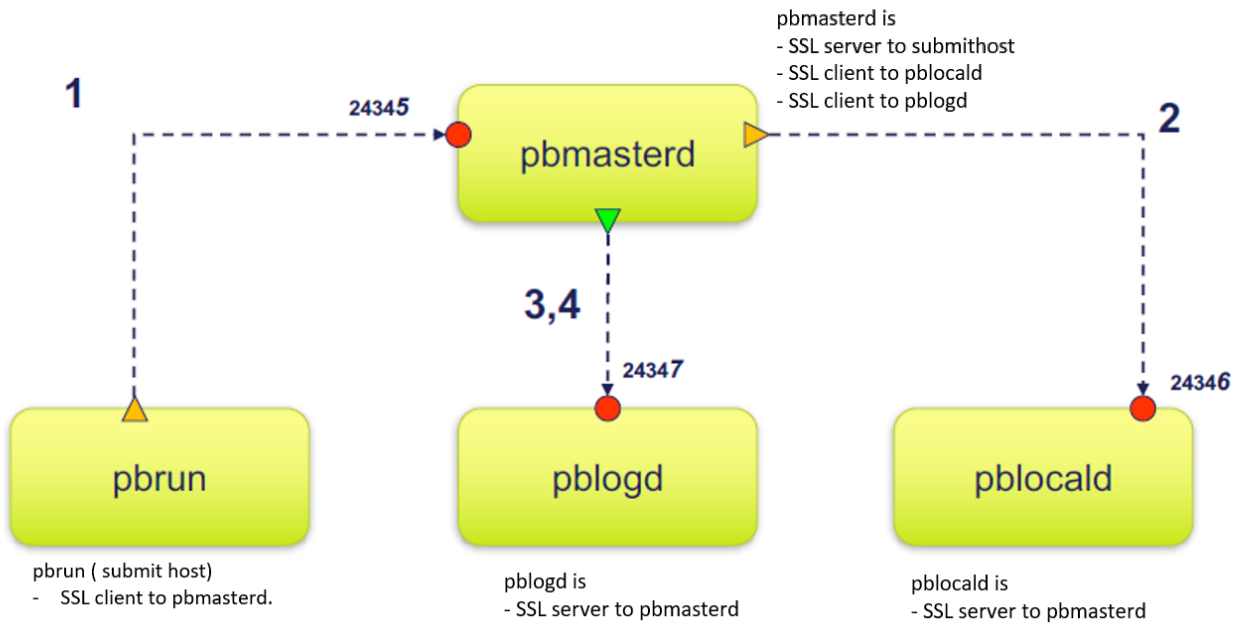 pbmasterd is
- SSL server to submithost
- SSL client to pblocald
- SSL client to pblogd
1
24345
2
pbmasterd
3,4
24347
24346
pbrun
pblogd
pblocald
pbrun ( submit host)
- SSL client to pbmasterd.
pblogd is
- SSL server to pbmasterd
pblocald is
- SSL server to pbmasterd